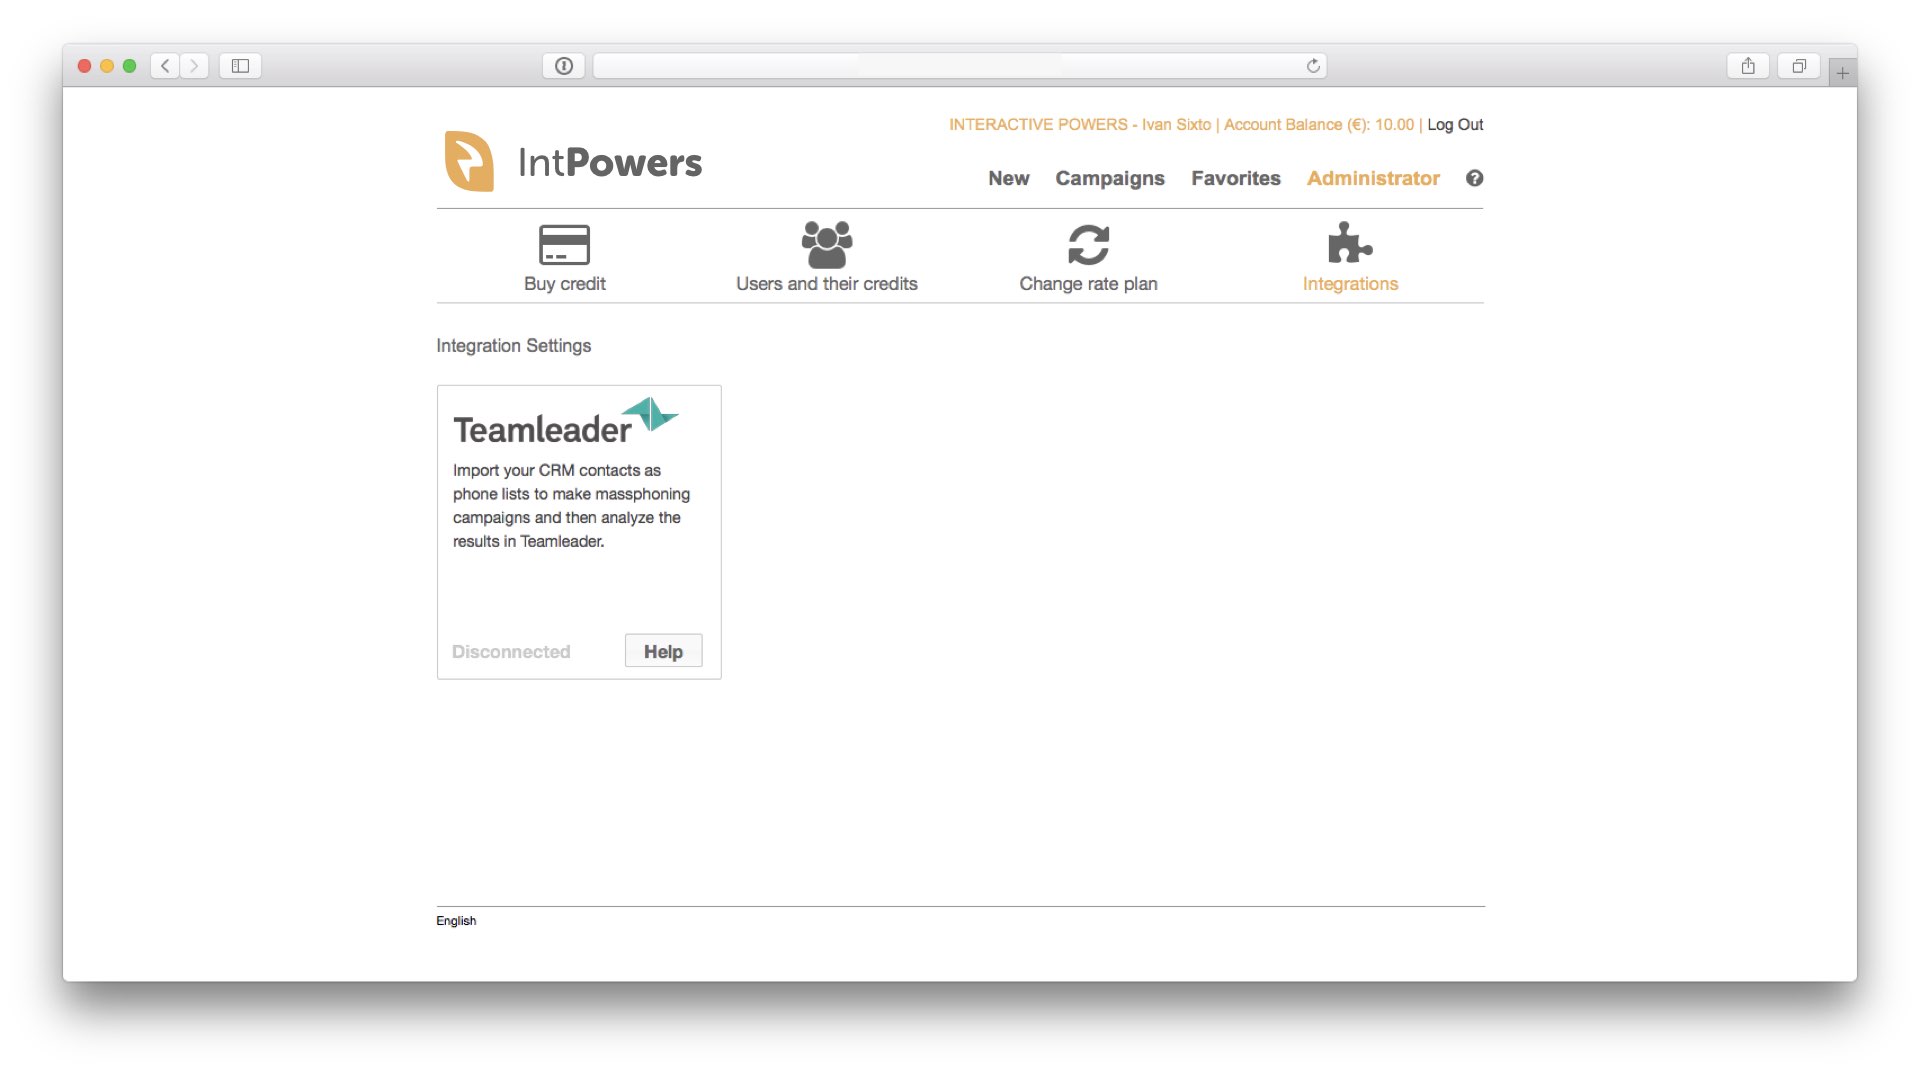 INTERACTIVE POWERS - Ivan Sixto | Account Balance (€): 10.00 | Log Out
IntPowers
New Campaigns Favorites Administrator ?
Buy credit Users and their credits Change rate plan Integrations
Integration Settings
Teamleader
Import your CRM contacts as
phone lists to make massphoning
campaigns and then analyze the
results in Teamleader.
Disconnected Help
English